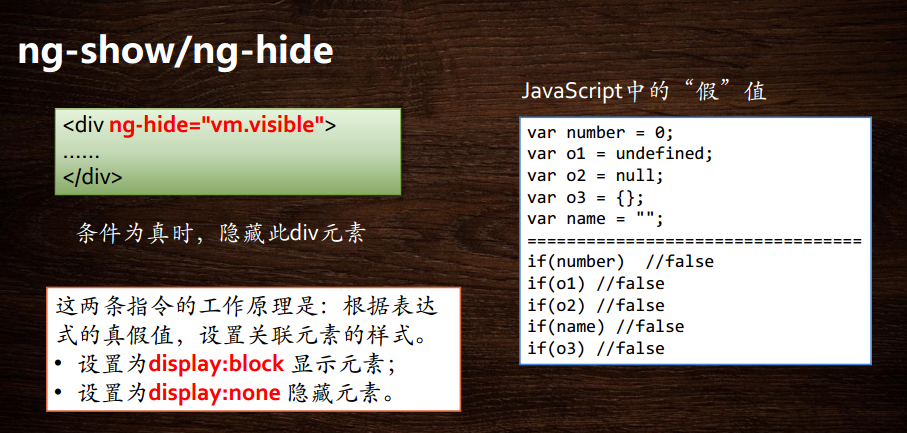 ng-show/ng-hide
<div ng-hide="vm.visible">
......
</div>
条件为真时，隐藏此div元素
这两条指令的工作原理是：根据表达
式的真假值，设置关联元素的样式。
• 设置为display:block 显示元素；
• 设置为display:none 隐藏元素。
JavaScript中的“假”值
var number = 0;
var o1 = undefined;
var o2 = null;
var o3 = {};
var name = "";
==================================
if(number)  //false
if(o1) //false
if(o2) //false
if(name) //false
if(o3) //false